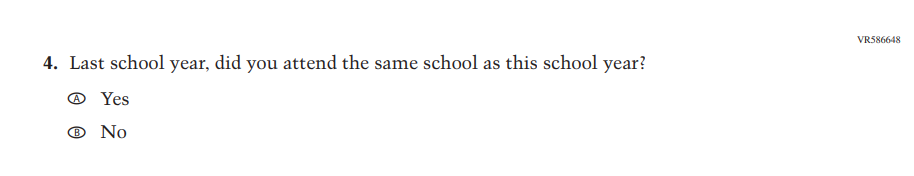 VR586648
4. Last school year, did you attend the same school as this school year?
A Yes
B No